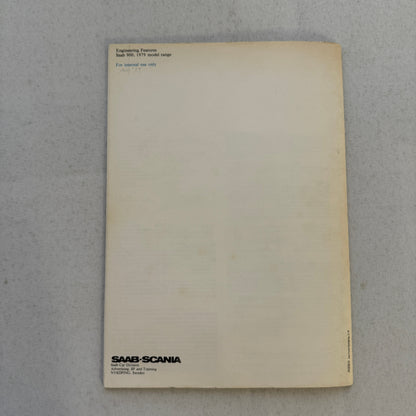 Engineering Features
Saab 900, 1979 model range
For internal use only
SAAB-SCANIA
Saab Car Division
Advertising, SP and Training
NYKÖPING, Sweden